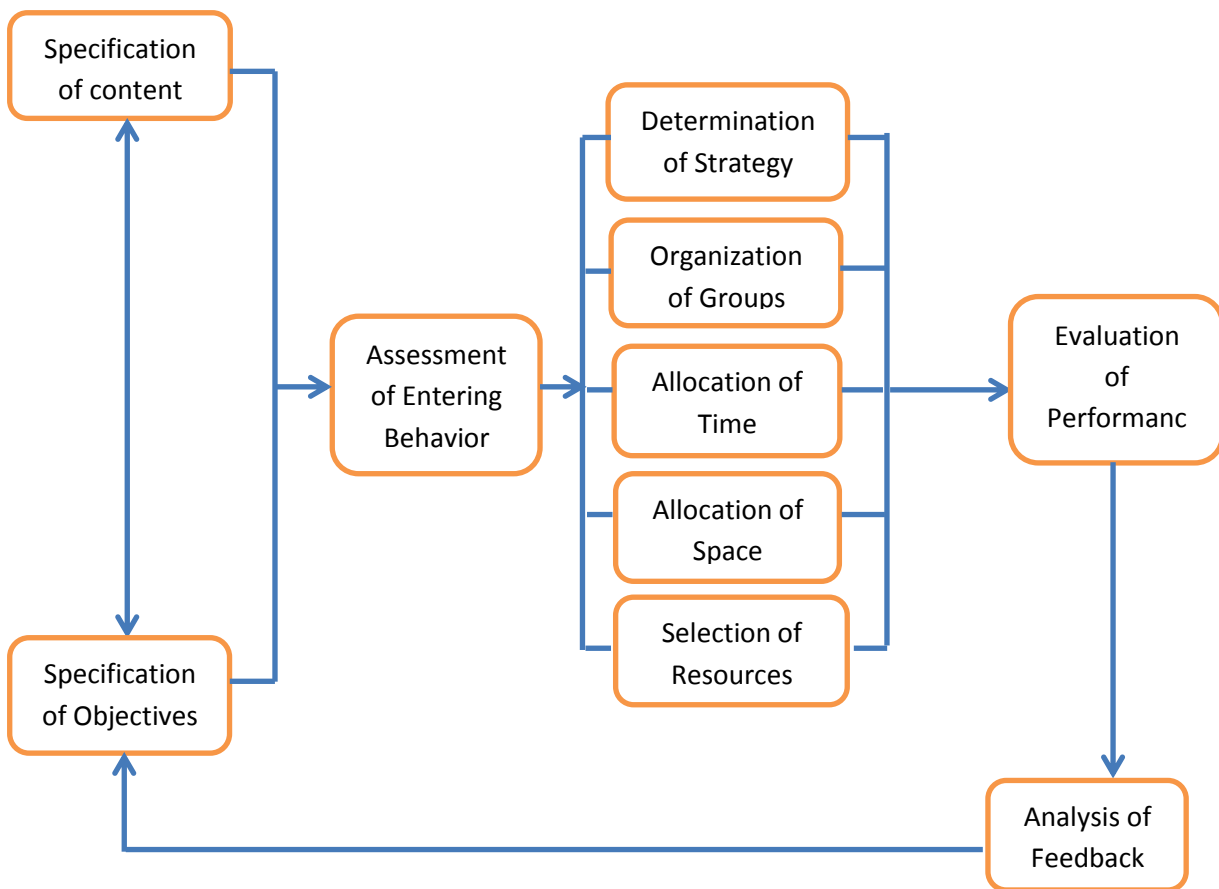 Specification
of content
Specification
of Objectives
Assessment
of Entering
Behavior
Determination
of Strategy
Organization
of Groups
Allocation of
Time
Allocation of
Space
Selection of
Resources
Evaluation
of
Performanc
Analysis of
Feedback